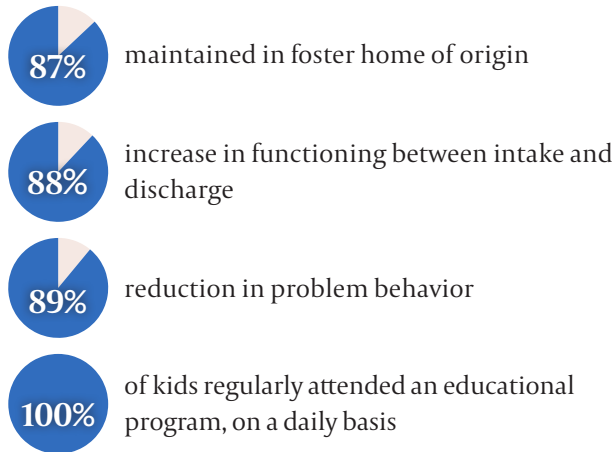 87%
maintained in foster home of origin
88%
increase in functioning between intake and
discharge
89%
reduction in problem behavior
100%
of kids regularly attended an educational
program, on a daily basis